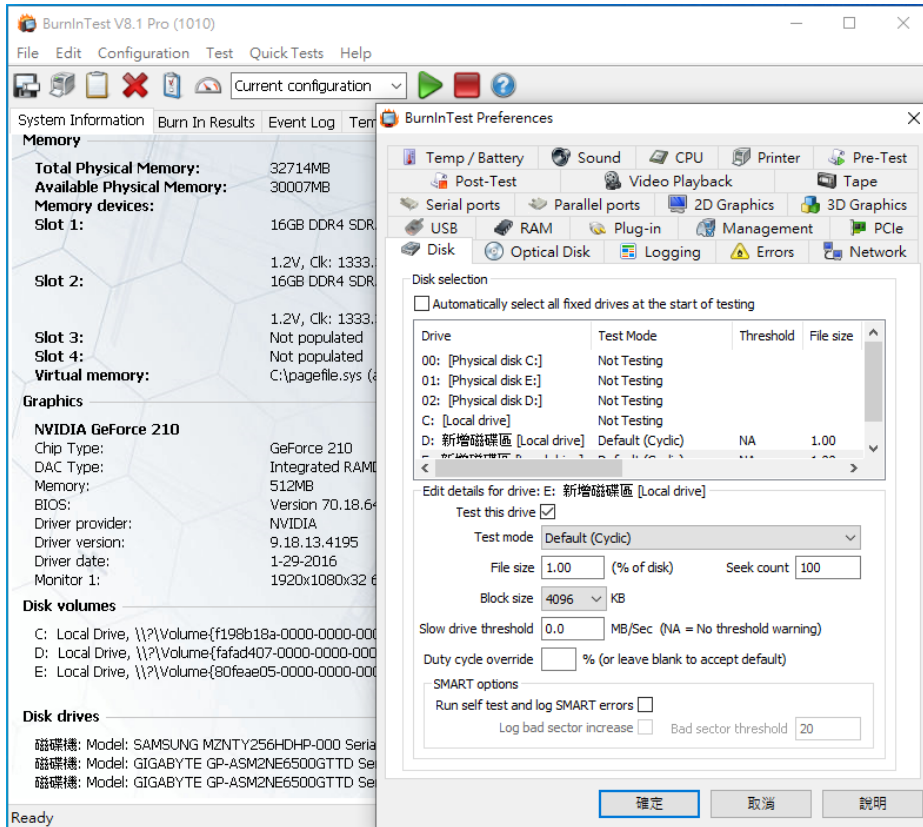 BurnInTest V8.1 Pro (1010)
File Edit Configuration Test Quick Tests Help
Current configuration
System Information Burn In Results Event Log
Memory
Total Physical Memory: 32714MB
Available Physical Memory: 30007MB
Memory devices:
Slot 1: 16GB DDR4 SDR
1.2V, Clk: 1333.
Slot 2: 16GB DDR4 SDR
1.2V, Clk: 1333.
Slot 3: Not populated
Slot 4: Not populated
Virtual memory: C:\pagefile.sys
Graphics
NVIDIA GeForce 210
Chip Type: GeForce 210
DAC Type: Integrated
Memory: 512MB
BIOS: Version 70.18.6
Driver provider: NVIDIA
Driver version: 9.18.13.4195
Driver date: 1-29-2016
Monitor 1: 1920x1080x32
Disk volumes
C: Local Drive, \\?\Volume{f198b18a-0000-0000-000
D: Local Drive, \\?\Volume{fafad407-0000-0000-000
E: Local Drive, \\?\Volume{80feae05-0000-0000-000
Disk drives
磁碟機: Model: SAMSUNG MZNTY256HDHP-000 Seria
磁碟機: Model: GIGABYTE GP-ASM2NE6500GTTD Se
磁碟機: Model: GIGABYTE GP-ASM2NE6500GTTD Se
Ready
BurnInTest Preferences
Temp / Battery Sound CPU Printer Pre-Test
Post-Test Video Playback Tape
Serial ports Parallel ports 2D Graphics 3D Graphics
USB RAM Plug-in Management PCIe
Disk Optical Disk Logging Errors Network
Disk selection
Automatically select all fixed drives at the start of testing
Drive Test Mode Threshold File size
00: [Physical disk C:] Not Testing
01: [Physical disk E:] Not Testing
02: [Physical disk D:] Not Testing
C: [Local drive] Not Testing
D: 新增磁碟區 [Local drive] Default (Cyclic) NA 1.00
Edit details for drive: E: 新增磁碟區 [Local drive]
Test this drive
Test mode Default (Cyclic)
File size 1.00 (% of disk) Seek count 100
Block size 4096 KB
Slow drive threshold 0.0 MB/Sec (NA = No threshold warning)
Duty cycle override % (or leave blank to accept default)
SMART options
Run self test and log SMART errors
Log bad sector increase Bad sector threshold 20
確定 取消 說明